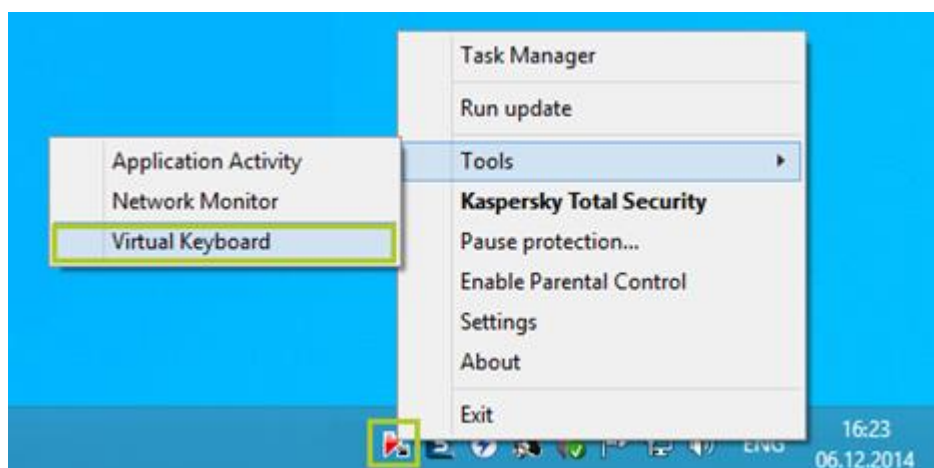 Task Manager
Run update
Tools
Kaspersky Total Security
Pause protection...
Enable Parental Control
Settings
About
Exit
Application Activity
Network Monitor
Virtual Keyboard
ENG
16:23
06.12.2014